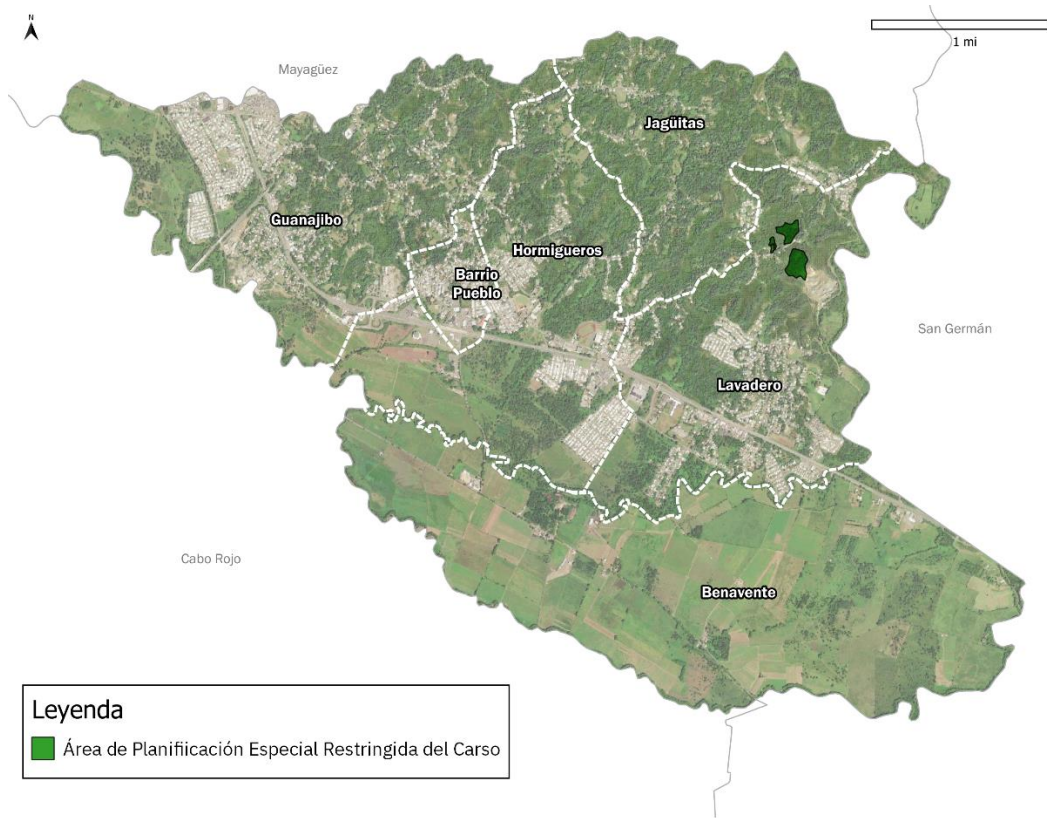 N
1 mi
Mayagüez
Jagüitas
Guanajibo
Hormigueros
Barrio
Pueblo
San Germán
Lavadero
Cabo Rojo
Benavente
Leyenda
Área de Planifiicación Especial Restringida del Carso